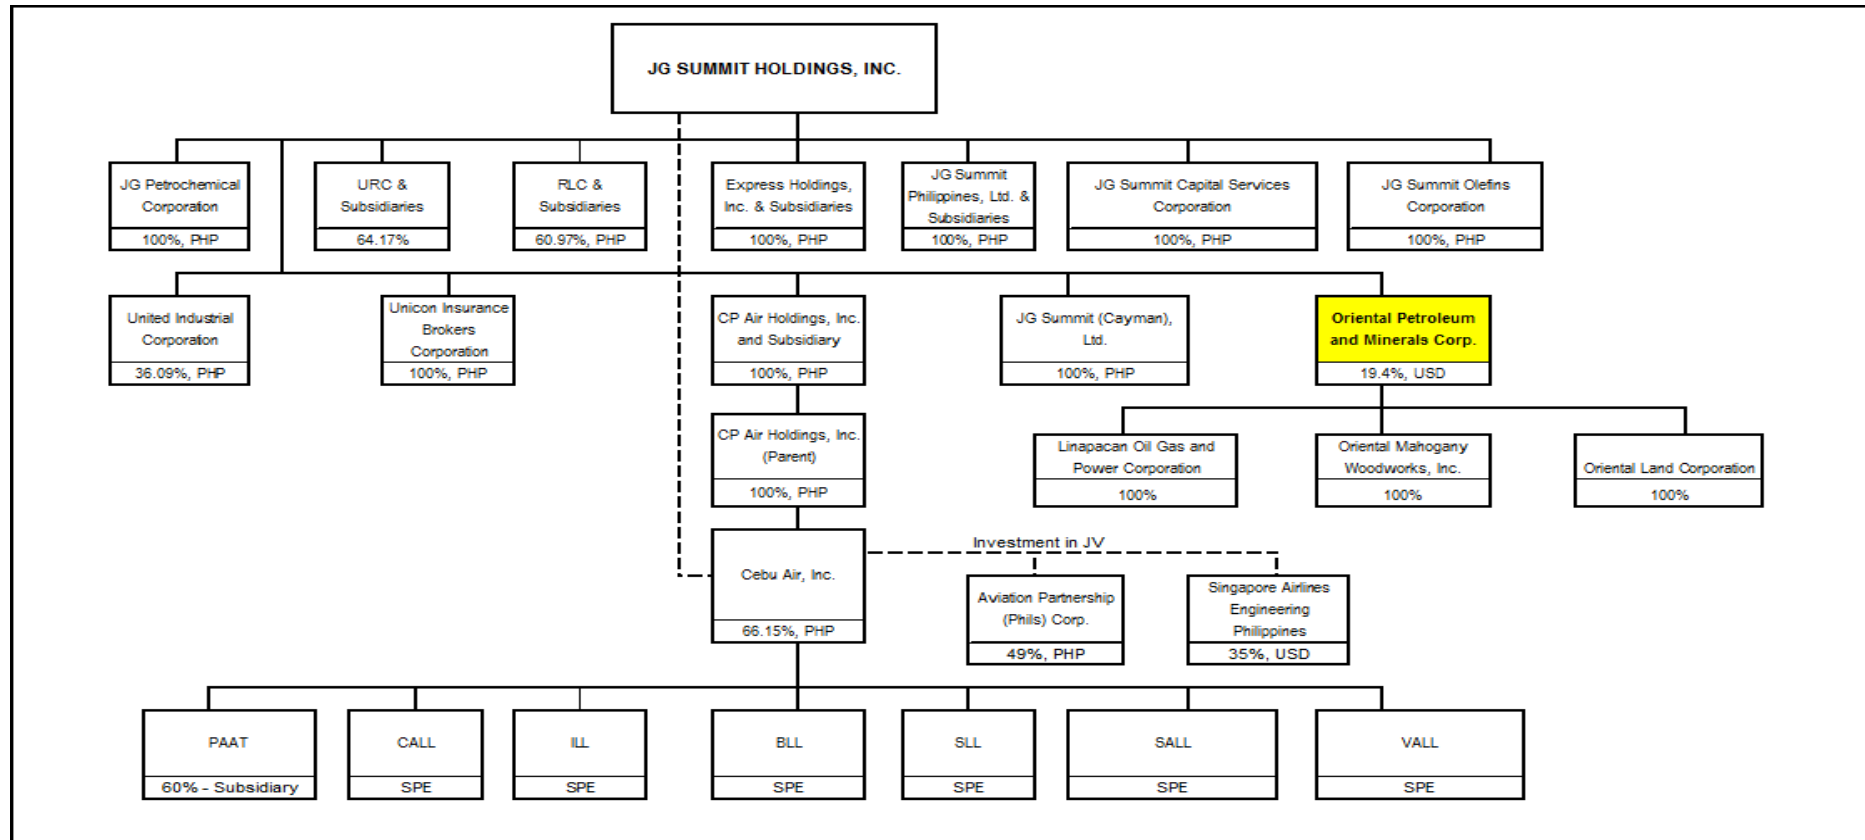 JG SUMMIT HOLDINGS, INC.
JG Petrochemical
Corporation
100%, PHP
URC &
Subsidiaries
64.17%
RLC &
Subsidiaries
60.97%, PHP
Express Holdings,
Inc. & Subsidiaries
100%, PHP
JG Summit
Philippines, Ltd. &
Subsidiaries
100%, PHP
JG Summit Capital Services
Corporation
100%, PHP
JG Summit Olefins
Corporation
100%, PHP
United Industrial
Corporation
36.09%, PHP
Unicon Insurance
Brokers
Corporation
100%, PHP
CP Air Holdings, Inc.
and Subsidiary
100%, PHP
JG Summit (Cayman),
Ltd.
100%, PHP
Oriental Petroleum
and Minerals Corp.
19.4%, USD
CP Air Holdings, Inc.
(Parent)
100%, PHP
Linapacan Oil Gas and
Power Corporation
100%
Oriental Mahogany
Woodworks, Inc.
100%
Oriental Land Corporation
100%
Cebu Air, Inc.
66.15%, PHP
Investment in JV
Aviation Partnership
(Phils) Corp.
49%, PHP
Singapore Airlines
Engineering
Philippines
35%, USD
PAAT
60% - Subsidiary
CALL
SPE
ILL
SPE
BLL
SPE
SLL
SPE
SALL
SPE
VALL
SPE